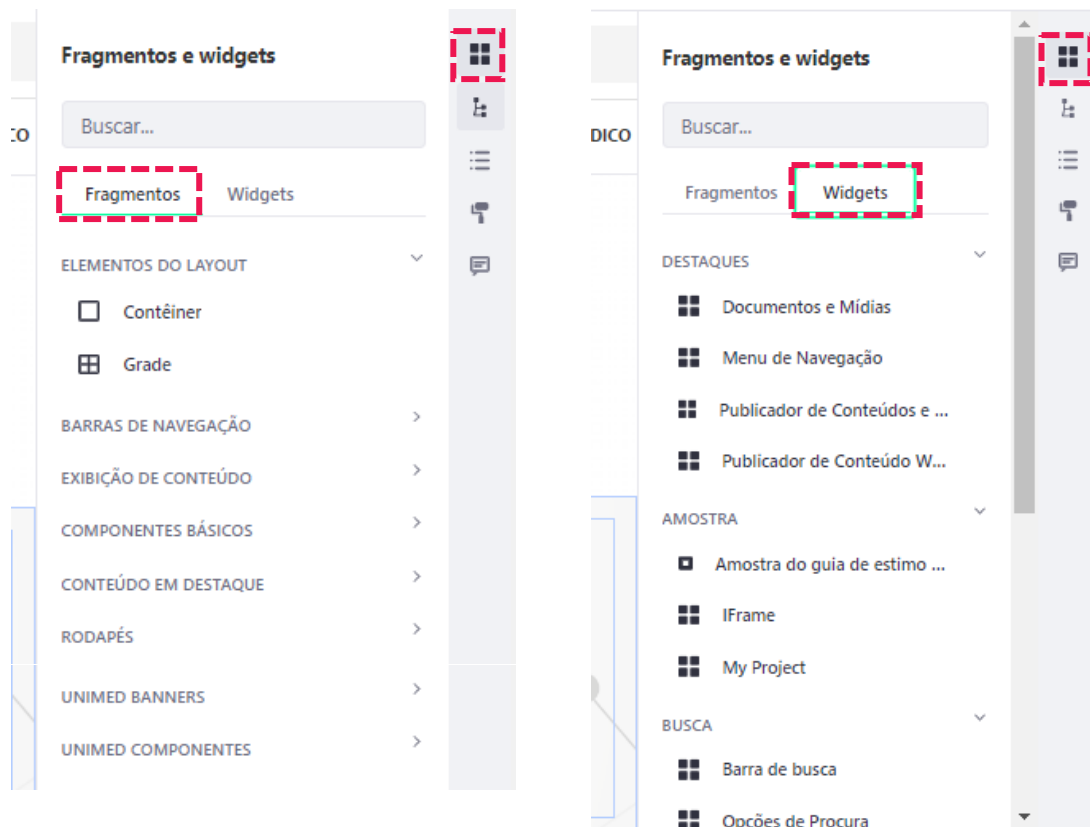 Fragmentos e widgets
Buscar...
CO
Fragmentos Widgets
ELEMENTOS DO LAYOUT
Contêiner
Grade
BARRAS DE NAVEGAÇÃO
EXIBIÇÃO DE CONTEÚDO
COMPONENTES BÁSICOS
CONTEÚDO EM DESTAQUE
RODAPÉS
UNIMED BANNERS
UNIMED COMPONENTES
Fragmentos e widgets
Buscar...
DICO
Fragmentos Widgets
DESTAQUES
Documentos e Mídias
Menu de Navegação
Publicador de Conteúdos e ...
Publicador de Conteúdo W...
AMOSTRA
Amostra do guia de estimo ...
IFrame
My Project
BUSCA
Barra de busca
Opções de Procura